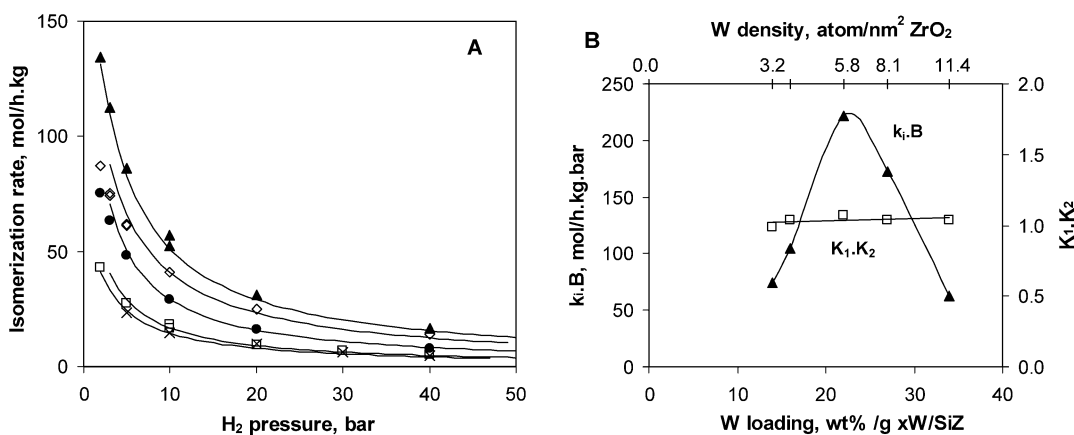 A
Isomerization rate, mol/h.kg
150
100
50
0
0 10 20 30 40 50
H₂ pressure, bar
B
W density, atom/nm² ZrO₂
0.0 3.2 5.8 8.1 11.4
kᵢ.B, mol/h.kg.bar
250
200
150
100
50
0
kᵢ.B
K₁.K₂
2.0
1.5
1.0
0.5
0.0
K₁.K₂
0 10 20 30 40
W loading, wt% /g xW/SiZ